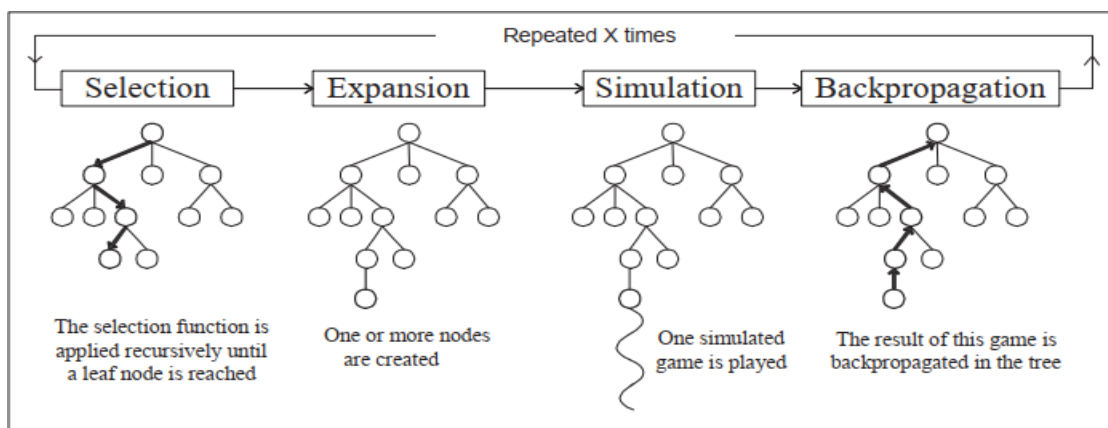 Repeated X times
Selection
Expansion
Simulation
Backpropagation
The selection function is
applied recursively until
a leaf node is reached
One or more nodes
are created
One simulated
game is played
The result of this game is
backpropagated in the tree